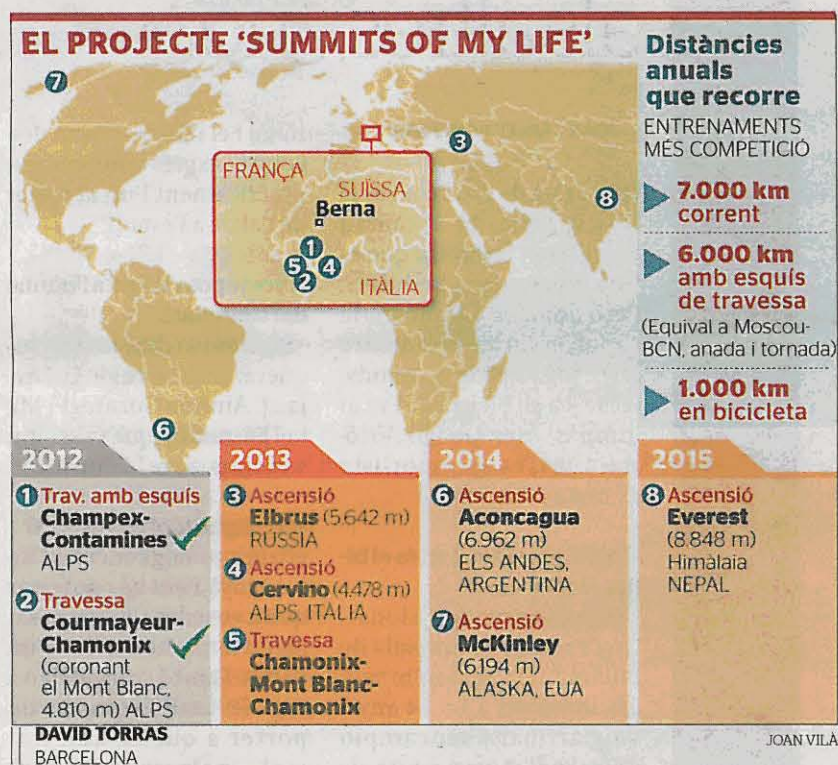 EL PROJECTE ‘SUMMITS OF MY LIFE’
7
3
8
6
FRANÇA
SUÏSSA
Berna
1
5
4
2
ITÀLIA
Distàncies
anuals
que recorre
ENTRENAMENTS
MÉS COMPETICIÓ
7.000 km
corrent
6.000 km
amb esquís
de travessa
(Equival a Moscou-
BCN, anada i tornada)
1.000 km
en bicicleta
2012
1 Trav. amb esquís
Champex-
Contamines
ALPS
2 Travessa
Courmayeur-
Chamonix
(coronant
el Mont Blanc,
4.810 m) ALPS
2013
3 Ascensió
Elbrus (5.642 m)
RÚSSIA
4 Ascensió
Cervino (4.478 m)
ALPS, ITÀLIA
5 Travessa
Chamonix-
Mont Blanc-
Chamonix
2014
6 Ascensió
Aconcagua
(6.962 m)
ELS ANDES,
ARGENTINA
7 Ascensió
McKinley
(6.194 m)
ALASKA, EUA
2015
8 Ascensió
Everest
(8.848 m)
Himàlaia
NEPAL
DAVID TORRAS
BARCELONA
JOAN VILÀ